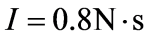 I = 0.8N·s